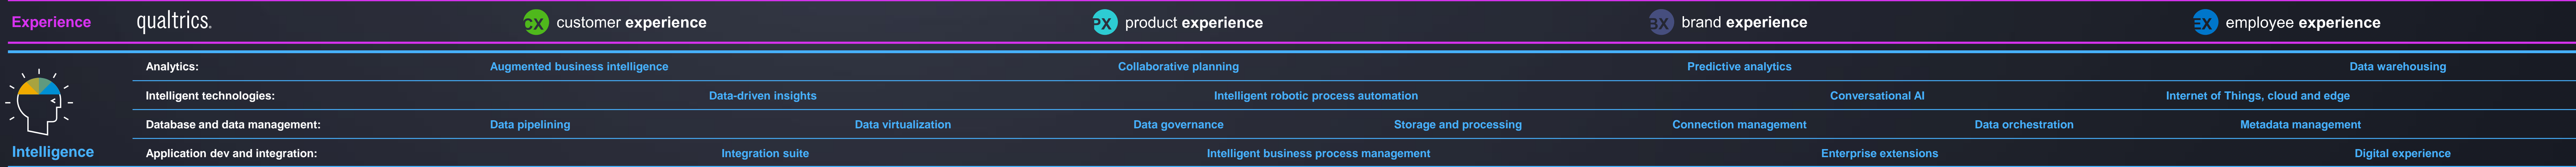 Experience qualtrics. CX customer experience PX product experience BX brand experience EX employee experience
Analytics: Augmented business intelligence Collaborative planning Predictive analytics Data warehousing
Intelligent technologies: Data-driven insights Intelligent robotic process automation Conversational AI Internet of Things, cloud and edge
Database and data management: Data pipelining Data virtualization Data governance Storage and processing Connection management Data orchestration Metadata management
Intelligence Application dev and integration: Integration suite Intelligent business process management Enterprise extensions Digital experience